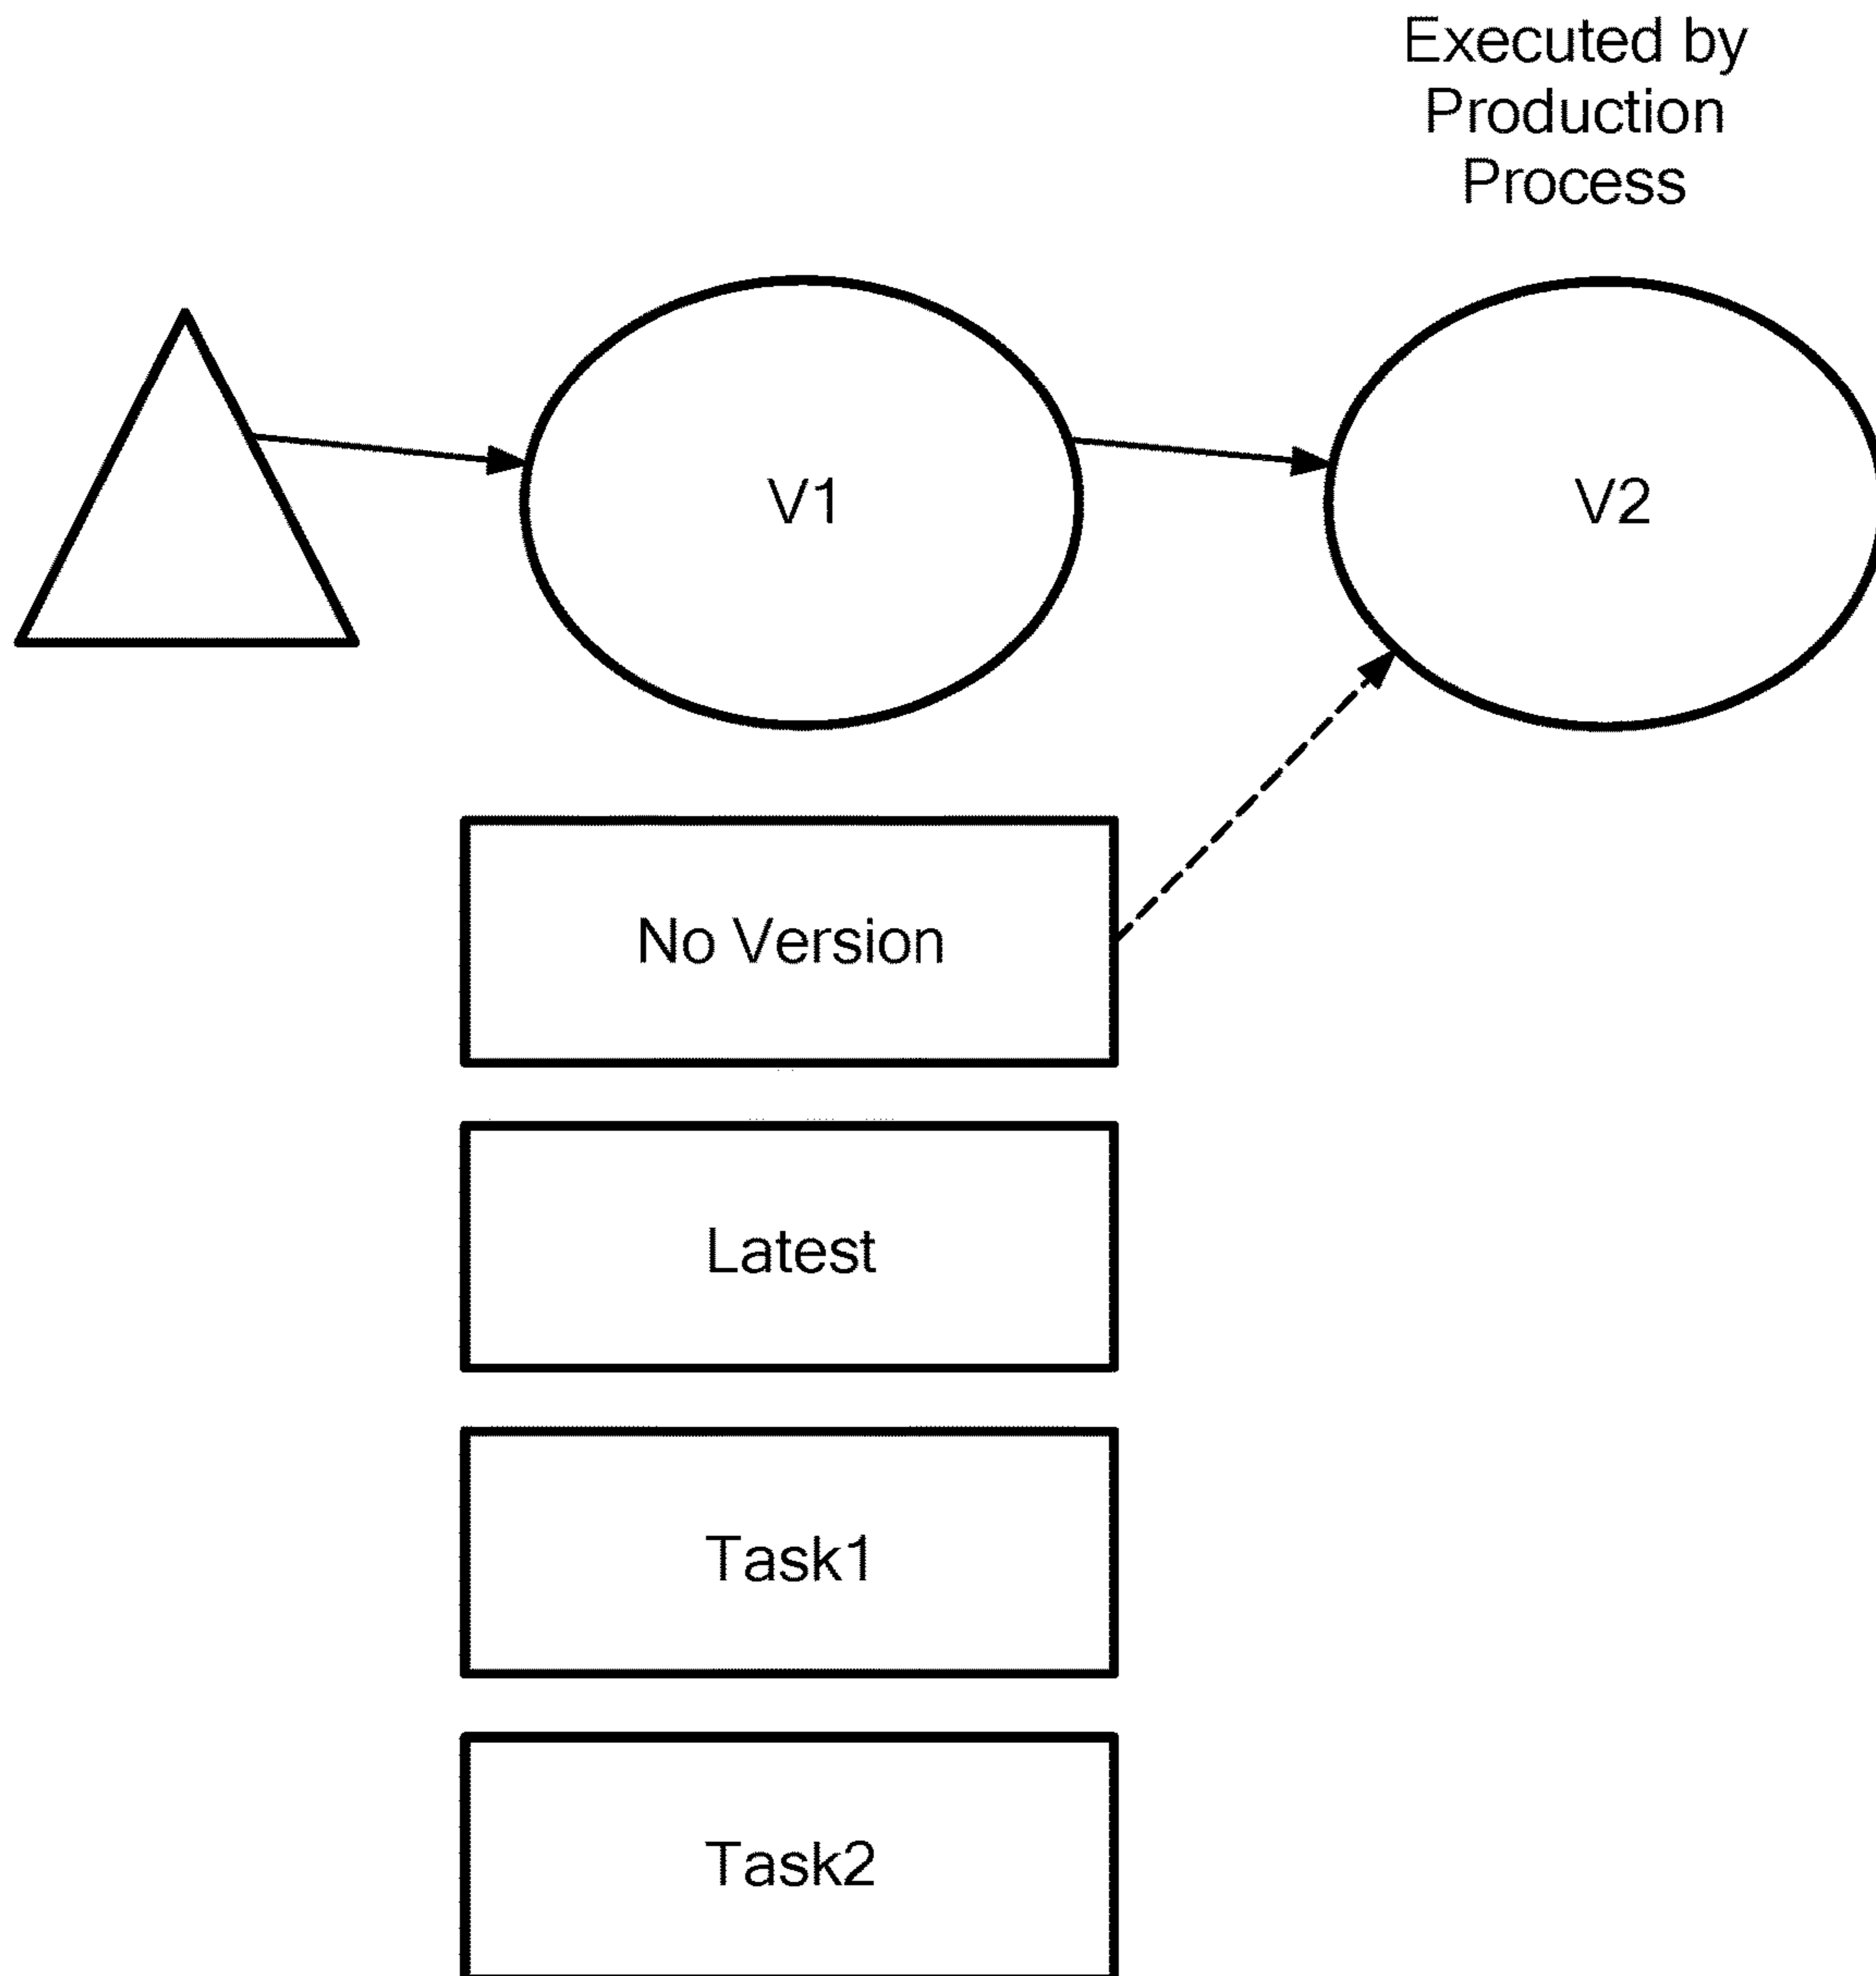 Executed by
Production
Process
V1
V2
No Version
Latest
Task1
Task2